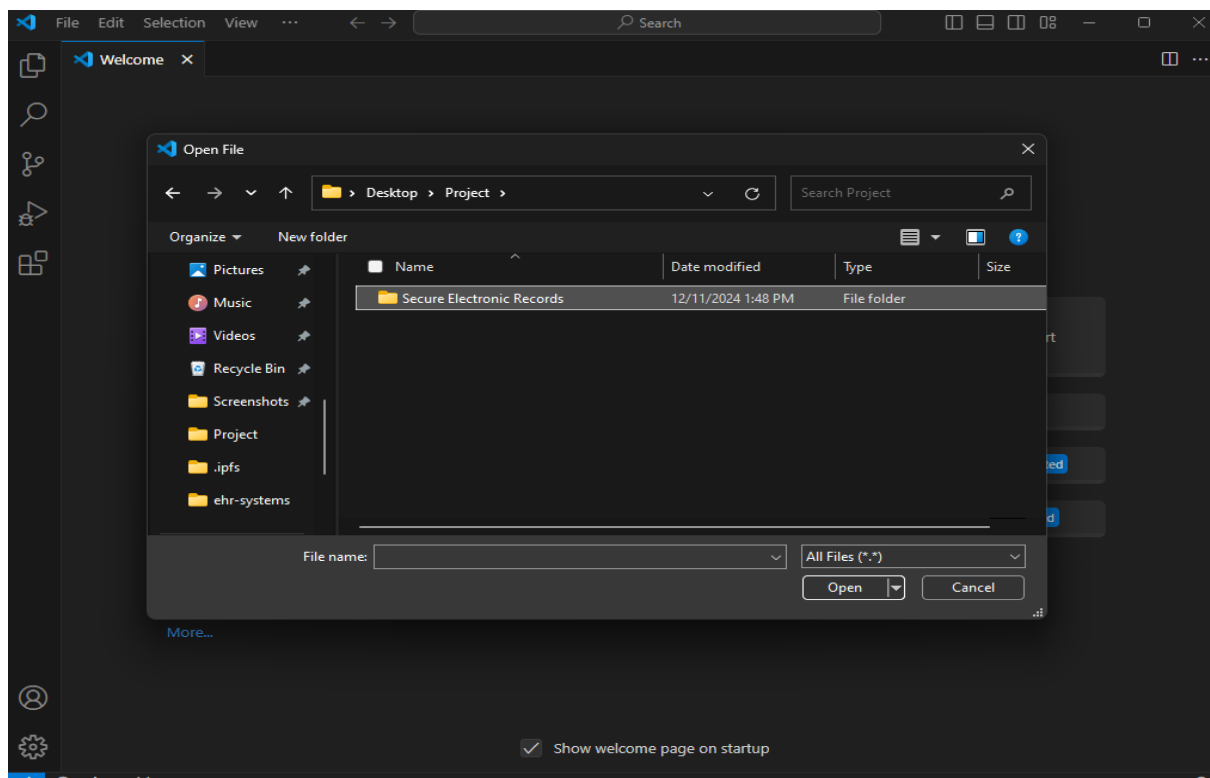 File Edit Selection View ··· Search
Welcome
Open File
Desktop > Project > Search Project
Organize New folder
Name Date modified Type Size
Pictures
Secure Electronic Records 12/11/2024 1:48 PM File folder
Music
Videos
rt
Recycle Bin
Screenshots
Project
.ipfs
ehr-systems
d
File name: All Files (*.*)
Open Cancel
More...
Show welcome page on startup